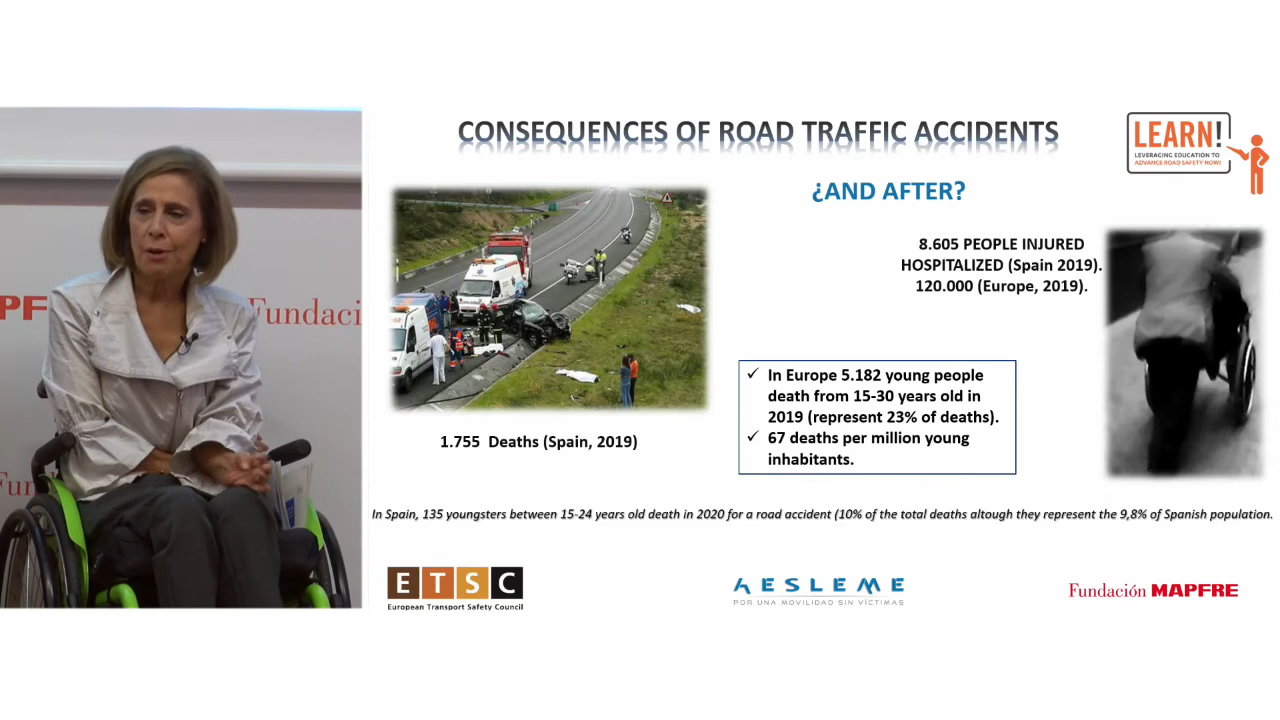 CONSEQUENCES OF ROAD TRAFFIC ACCIDENTS
LEARN!
LEVERAGING EDUCATION TO
ADVANCE ROAD SAFETY NOW!
¿AND AFTER?
8.605 PEOPLE INJURED
HOSPITALIZED (Spain 2019).
120.000 (Europe, 2019).
PFR
Fundaci
✓ In Europe 5.182 young people
death from 15-30 years old in
2019 (represent 23% of deaths).
✓ 67 deaths per million young
inhabitants.
1.755 Deaths (Spain, 2019)
Fun
In Spain, 135 youngsters between 15-24 years old death in 2020 for a road accident (10% of the total deaths altough they represent the 9,8% of Spanish population.
ETSC
European Transport Safety Council
AESLEME
POR UNA MOVILIDAD SIN VÍCTIMAS
Fundación MAPFRE